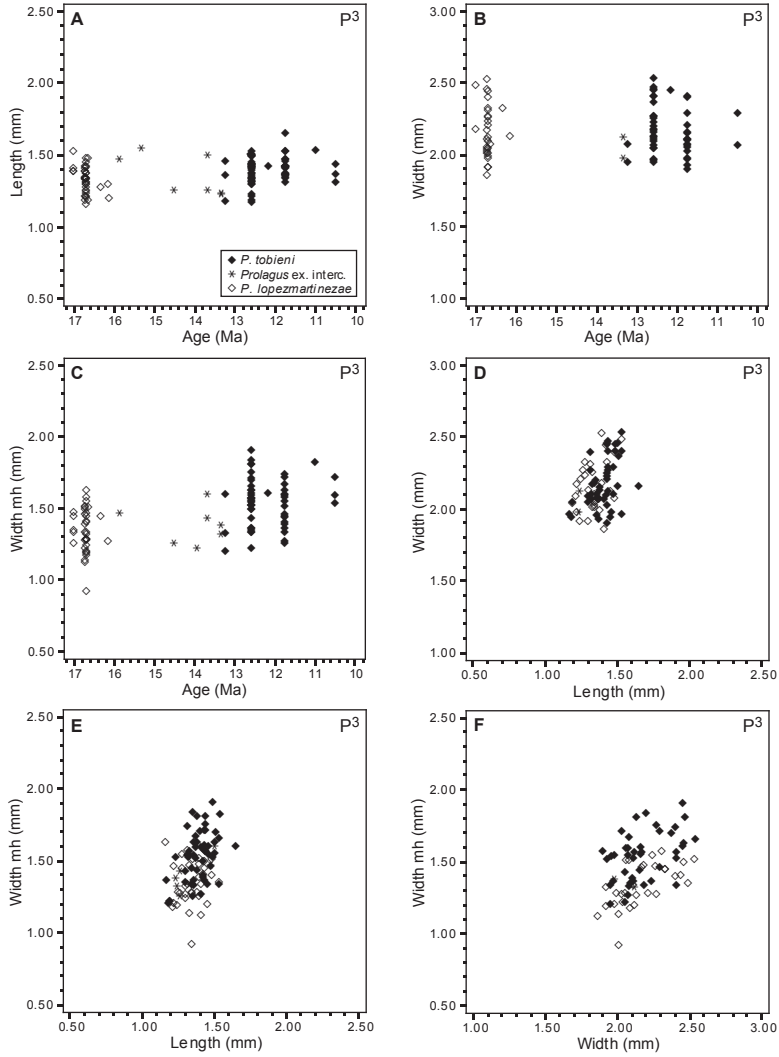 A P3
2.50
2.00
1.50
1.00
0.50
Length (mm)
P. tobieni
Prolagus ex. interc.
P. lopezmartinezae
17 16 15 14 13 12 11 10
Age (Ma)
B P3
3.00
2.50
2.00
1.50
1.00
Width (mm)
17 16 15 14 13 12 11 10
Age (Ma)
C P3
2.50
2.00
1.50
1.00
0.50
Width mh (mm)
17 16 15 14 13 12 11 10
Age (Ma)
D P3
3.00
2.50
2.00
1.50
1.00
Width (mm)
0.50 1.00 1.50 2.00 2.50
Length (mm)
E P3
2.50
2.00
1.50
1.00
0.50
Width mh (mm)
0.50 1.00 1.50 2.00 2.50
Length (mm)
F P3
2.50
2.00
1.50
1.00
0.50
Width mh (mm)
1.00 1.50 2.00 2.50 3.00
Width (mm)